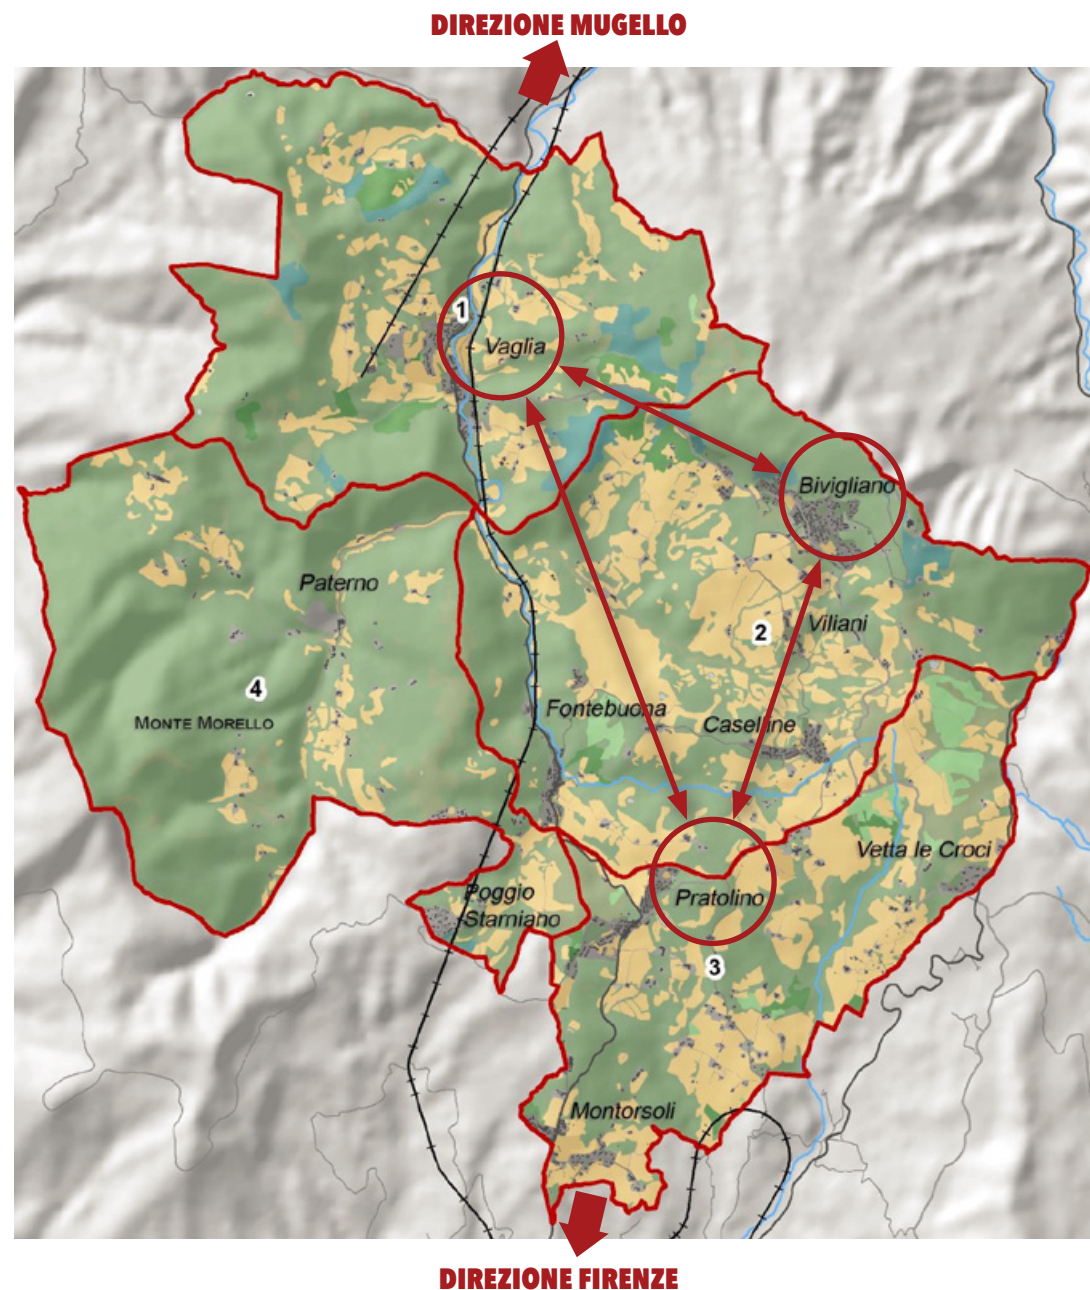 DIREZIONE MUGELLO
1
Vaglia
Bivigliano
Paterno
2
Viliani
4
MONTE MORELLO
Fontebuona
Caselline
Vetta le Croci
Poggio
Starniano
Pratolino
3
Montorsoli
DIREZIONE FIRENZE